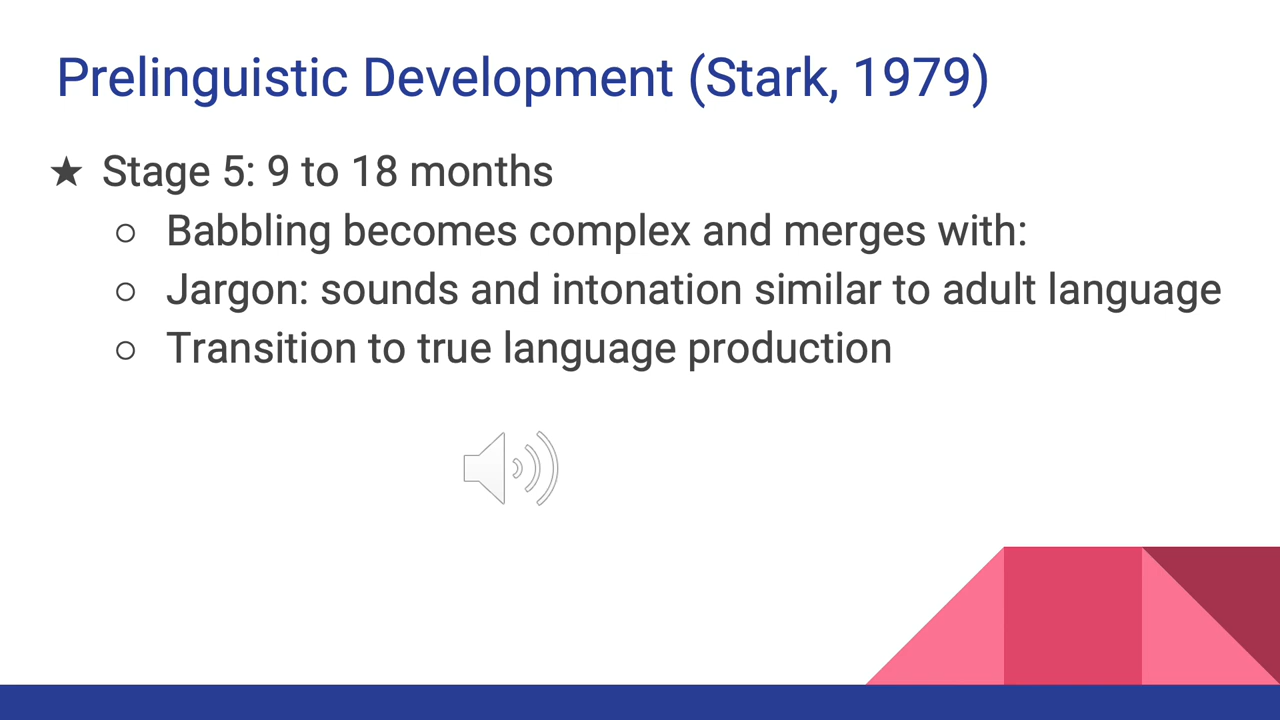 Prelinguistic Development (Stark, 1979)
★ Stage 5: 9 to 18 months
○ Babbling becomes complex and merges with:
○ Jargon: sounds and intonation similar to adult language
○ Transition to true language production